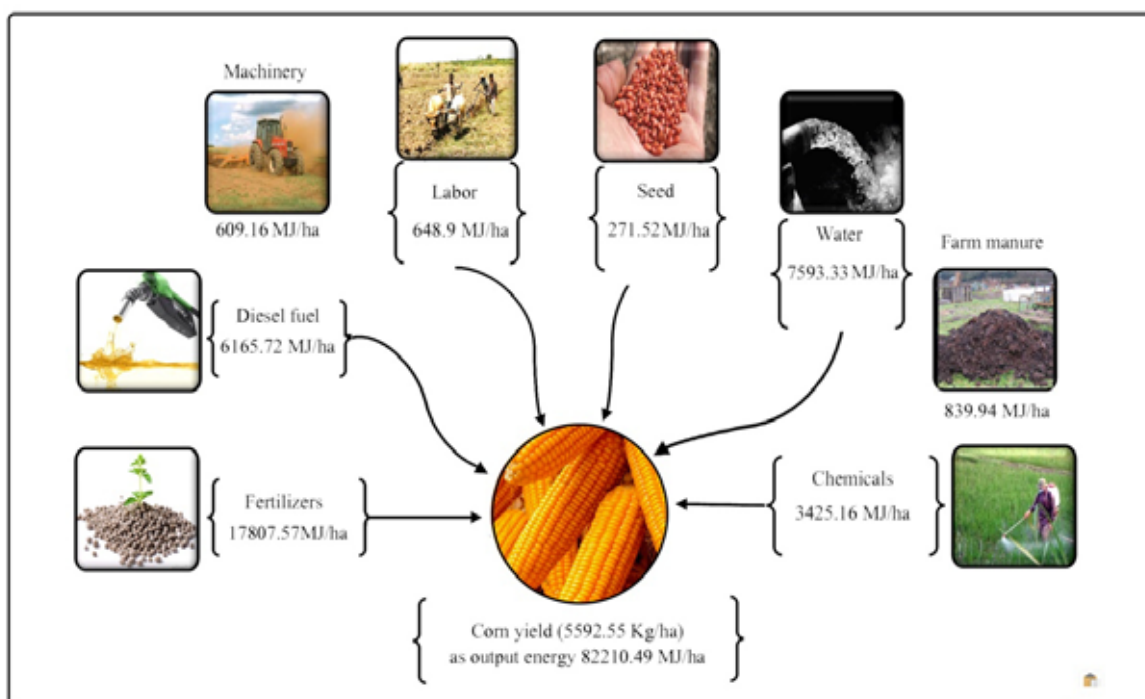 Machinery
609.16 MJ/ha
Labor
648.9 MJ/ha
Seed
271.52 MJ/ha
Water
7593.33 MJ/ha
Farm manure
839.94 MJ/ha
Diesel fuel
6165.72 MJ/ha
Fertilizers
17807.57MJ/ha
Chemicals
3425.16 MJ/ha
Corn yield (5592.55 Kg/ha)
as output energy 82210.49 MJ/ha